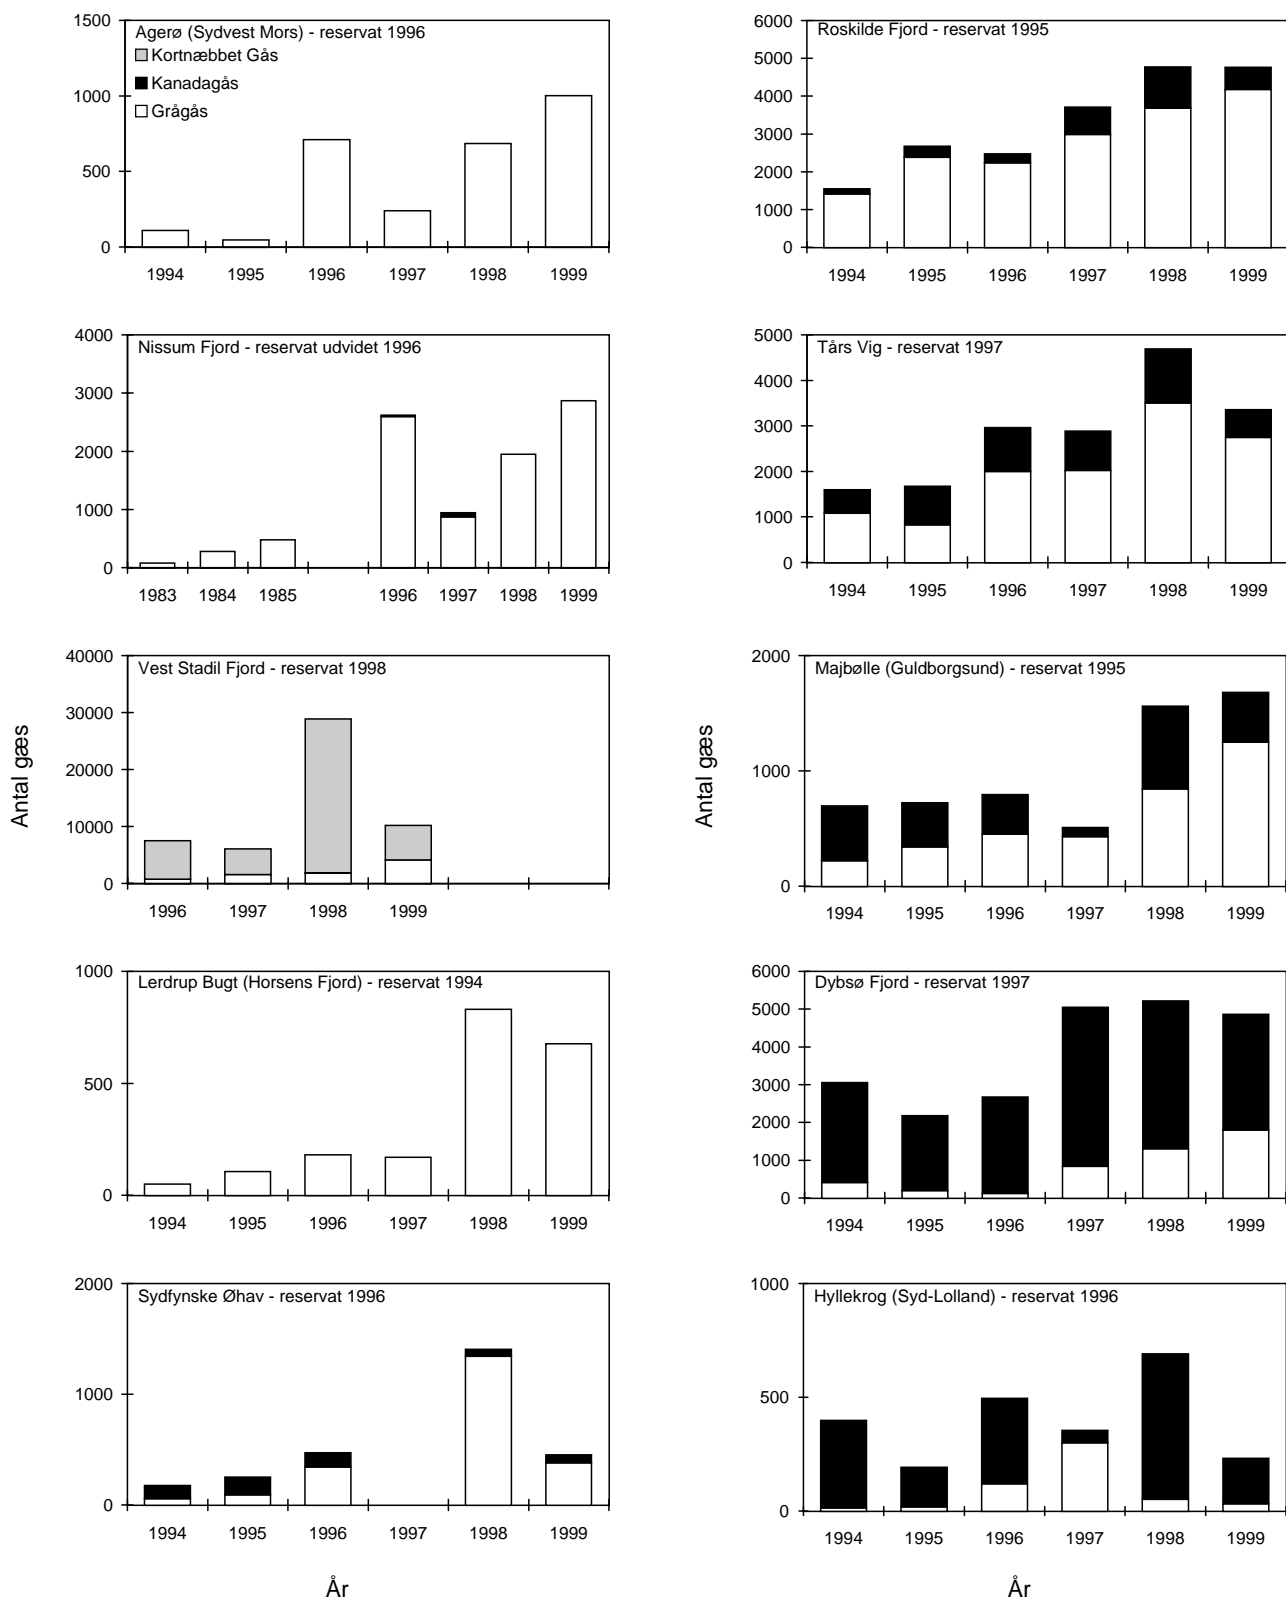 Agerø (Sydvest Mors) - reservat 1996
Kortnæbbet Gås
Kanadagås
Grågås
1500
1000
500
0
1994 1995 1996 1997 1998 1999
Nissum Fjord - reservat udvidet 1996
4000
3000
2000
1000
0
1983 1984 1985 1996 1997 1998 1999
Vest Stadil Fjord - reservat 1998
40000
30000
20000
10000
0
1996 1997 1998 1999
Antal gæs
Lerdrup Bugt (Horsens Fjord) - reservat 1994
1000
500
0
1994 1995 1996 1997 1998 1999
Sydfynske Øhav - reservat 1996
2000
1000
0
1994 1995 1996 1997 1998 1999
År
Roskilde Fjord - reservat 1995
6000
5000
4000
3000
2000
1000
0
1994 1995 1996 1997 1998 1999
Tårs Vig - reservat 1997
5000
4000
3000
2000
1000
0
1994 1995 1996 1997 1998 1999
Majbølle (Guldborgsund) - reservat 1995
2000
1000
0
1994 1995 1996 1997 1998 1999
Antal gæs
Dybsø Fjord - reservat 1997
6000
5000
4000
3000
2000
1000
0
1994 1995 1996 1997 1998 1999
Hyllekrog (Syd-Lolland) - reservat 1996
1000
500
0
1994 1995 1996 1997 1998 1999
År